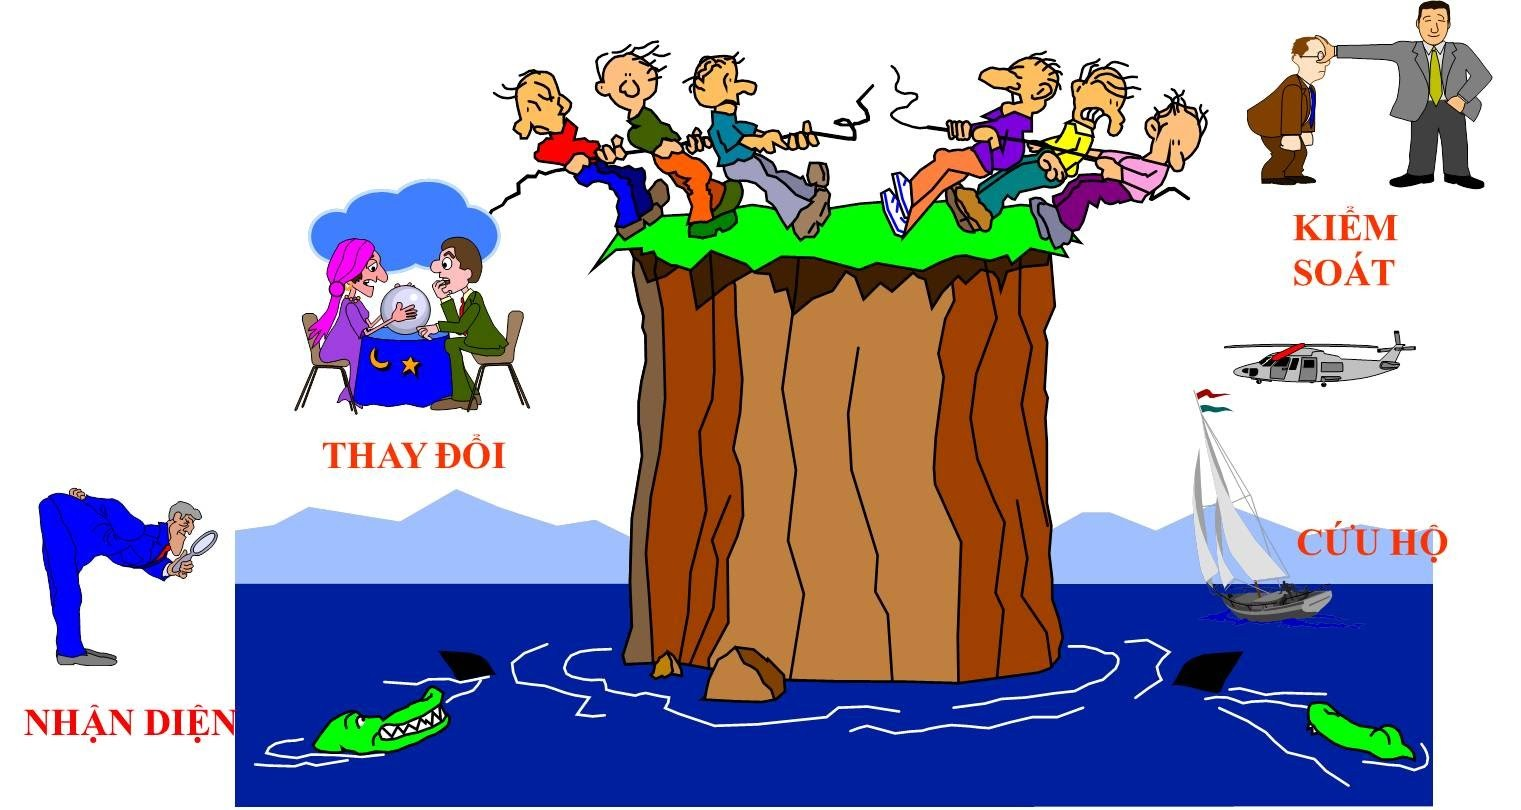 KIỂM
SOÁT
THAY ĐỔI
CỨU HỘ
NHẬN DIỆN